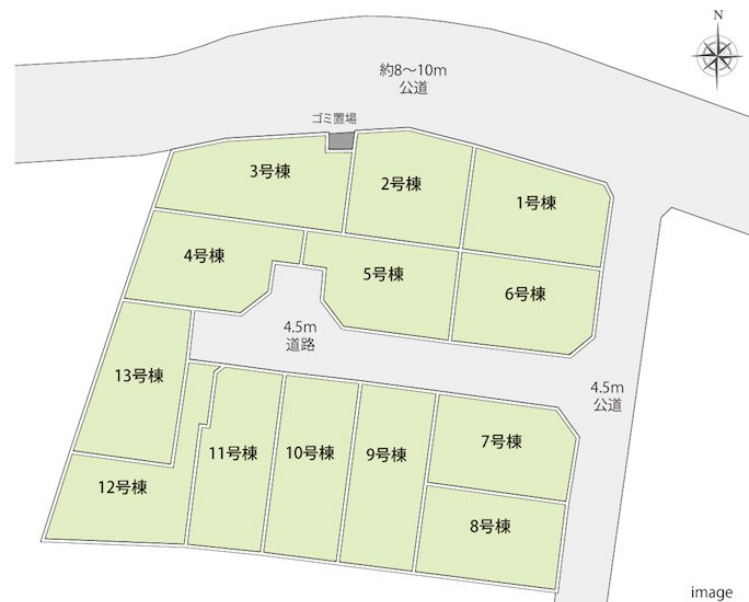 N
約8～10m
公道
ゴミ置場
3号棟
2号棟
1号棟
4号棟
5号棟
6号棟
4.5m
道路
13号棟
4.5m
公道
11号棟
10号棟
9号棟
7号棟
12号棟
8号棟
image